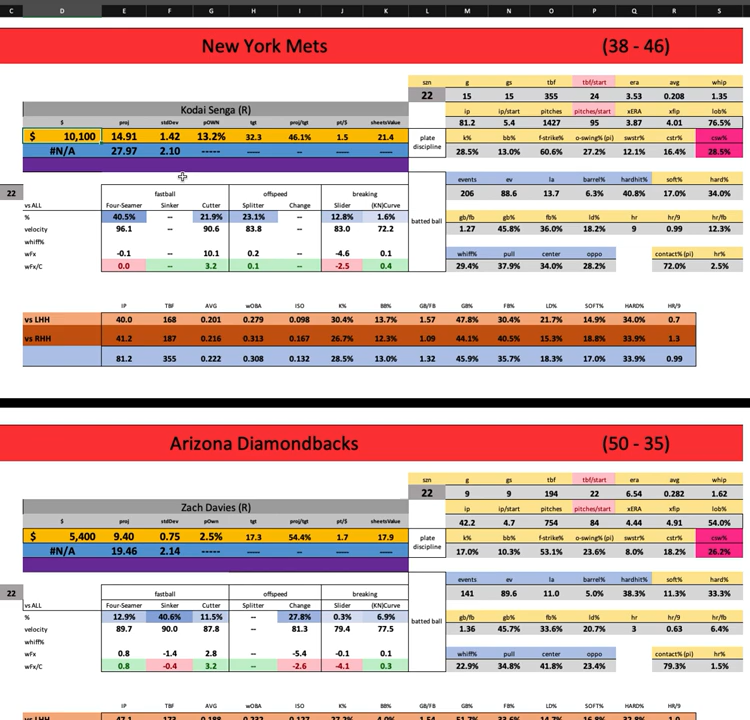 C D E F G H I J K L M N O P Q R S
New York Mets (38 - 46)
szn g gs tbf tbf/start era avg whip
22 15 15 355 24 3.53 0.208 1.35
Kodai Senga (R) ip ip/start pitches pitches/start xERA xfip lob%
$ proj stdDev pOWN tgt proj/tgt pt/$ sheetsValue 81.2 5.4 1427 95 3.87 4.01 76.5%
$ 10,100 14.91 1.42 13.2% 32.3 46.1% 1.5 21.4 plate discipline k% bb% f-strike% o-swing% (pi) swstr% cstr% csw%
#N/A 27.97 2.10 ----- ---- -- --- -- 28.5% 13.0% 60.6% 27.2% 12.1% 16.4% 28.5%
events ev la barrel% hardhit% soft% hard%
22 fastball offspeed breaking 206 88.6 13.7 6.3% 40.8% 17.0% 34.0%
vs ALL Four-Seamer Sinker Cutter Splitter Change Slider (KN)Curve
% 40.5% -- 21.9% 23.1% -- 12.8% 1.6% batted ball gb/fb gb% fb% ld% hr hr/9 hr/fb
velocity 96.1 -- 90.6 83.8 -- 83.0 72.2 1.27 45.8% 36.0% 18.2% 9 0.99 12.3%
whiff%
wFx -0.1 -- 10.1 0.2 -- -4.6 0.1 whiff% pull center oppo contact% (pi) hr%
wFx/C 0.0 -- 3.2 0.1 -- -2.5 0.4 29.4% 37.9% 34.0% 28.2% 72.0% 2.5%
IP TBF AVG wOBA ISO K% BB% GB/FB GB% FB% LD% SOFT% HARD% HR/9
vs LHH 40.0 168 0.201 0.279 0.098 30.4% 13.7% 1.57 47.8% 30.4% 21.7% 14.9% 34.0% 0.7
vs RHH 41.2 187 0.216 0.313 0.167 26.7% 12.3% 1.09 44.1% 40.5% 15.3% 18.8% 33.9% 1.3
81.2 355 0.222 0.308 0.132 28.5% 13.0% 1.32 45.9% 35.7% 18.3% 17.0% 33.9% 0.99
Arizona Diamondbacks (50 - 35)
szn g gs tbf tbf/start era avg whip
22 9 9 194 22 6.54 0.282 1.62
Zach Davies (R) ip ip/start pitches pitches/start xERA xfip lob%
$ proj stdDev pOwn tgt proj/tgt pt/$ sheetsValue 42.2 4.7 754 84 4.44 4.91 54.0%
$ 5,400 9.40 0.75 2.5% 17.3 54.4% 1.7 17.9 plate discipline k% bb% f-strike% o-swing% (pi) swstr% cstr% csw%
#N/A 19.46 2.14 ----- ---- -- --- -- 17.0% 10.3% 53.1% 23.6% 8.0% 18.2% 26.2%
events ev la barrel% hardhit% soft% hard%
22 fastball offspeed breaking 141 89.6 11.0 5.0% 38.3% 11.3% 33.3%
vs ALL Four-Seamer Sinker Cutter Splitter Change Slider (KN)Curve
% 12.9% 40.6% 11.5% 27.8% 0.3% 6.9% batted ball gb/fb gb% fb% ld% hr hr/9 hr/fb
velocity 89.7 90.0 87.8 81.3 79.4 77.5 1.36 45.7% 33.6% 20.7% 3 0.63 6.4%
whiff%
wFx 0.8 -1.4 2.8 -5.4 -0.1 0.1 whiff% pull center oppo contact% (pi) hr%
wFx/C 0.8 -0.4 3.2 -2.6 -4.1 0.3 22.9% 34.8% 41.8% 23.4% 79.3% 1.5%
IP TBF AVG wOBA ISO K% BB% GB/FB GB% FB% LD% SOFT% HARD% HR/9